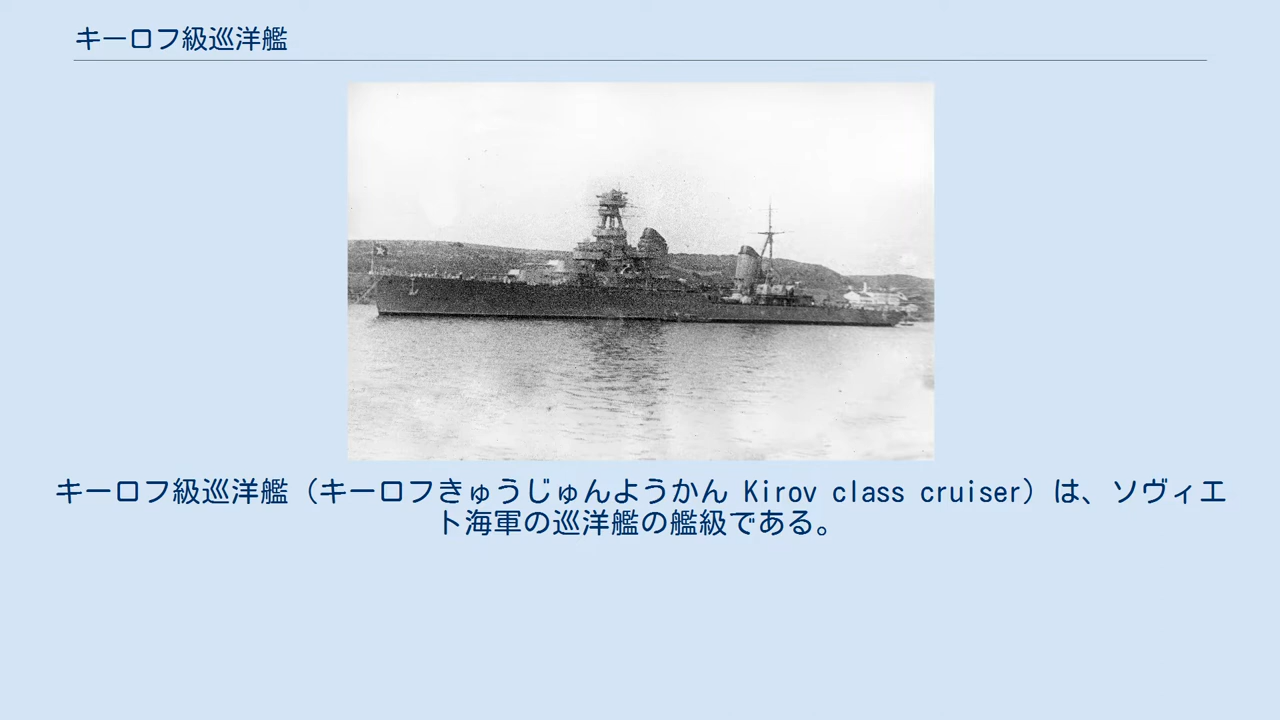 キーロフ級巡洋艦
キーロフ級巡洋艦（キーロフきゅうじゅんようかん Kirov class cruiser）は、ソヴィエ
ト海軍の巡洋艦の艦級である。